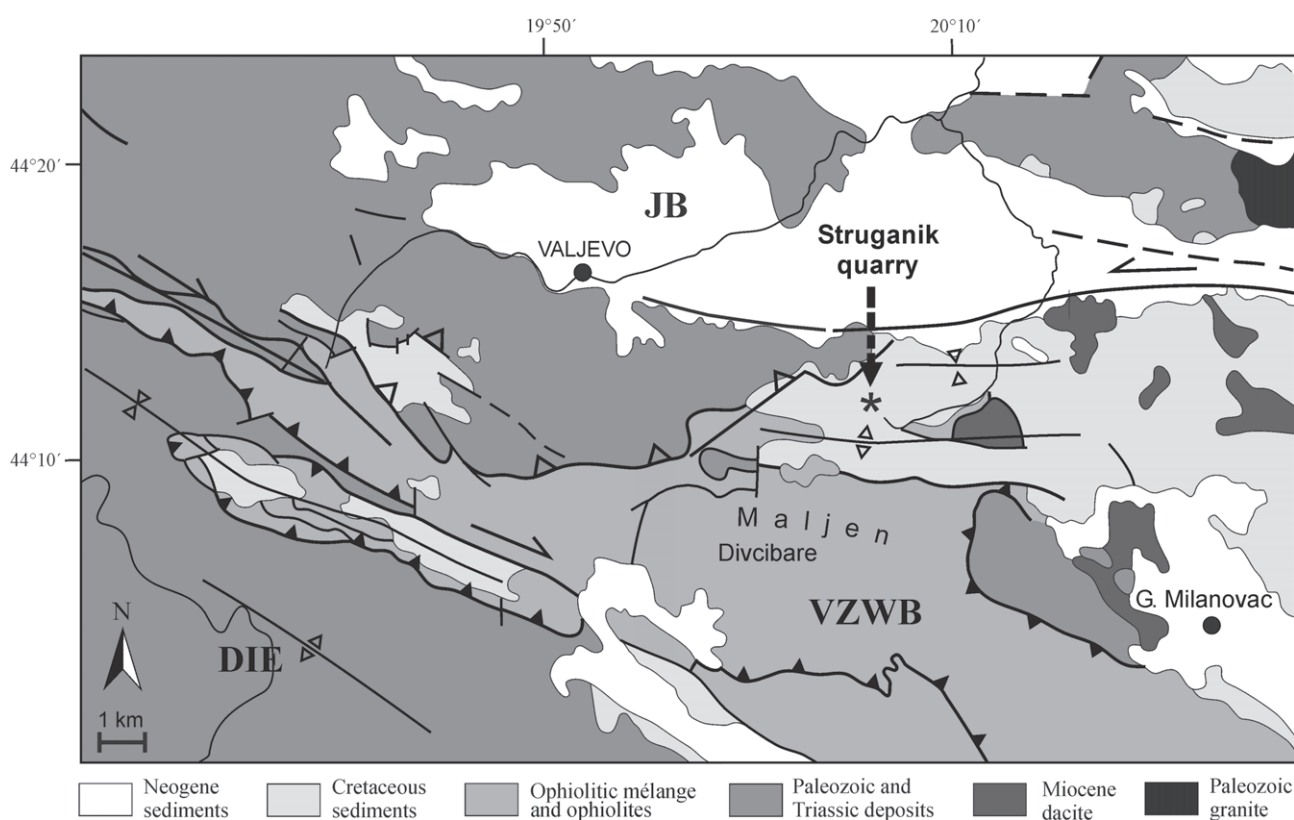 19°50´
20°10´
44°20´
JB
VALJEVO
Struganik
quarry
*
44°10´
Maljen
Divcibare
G. Milanovac
VZWB
N
DIE
1 km
Neogene
sediments
Cretaceous
sediments
Ophiolitic mélange
and ophiolites
Paleozoic and
Triassic deposits
Miocene
dacite
Paleozoic
granite